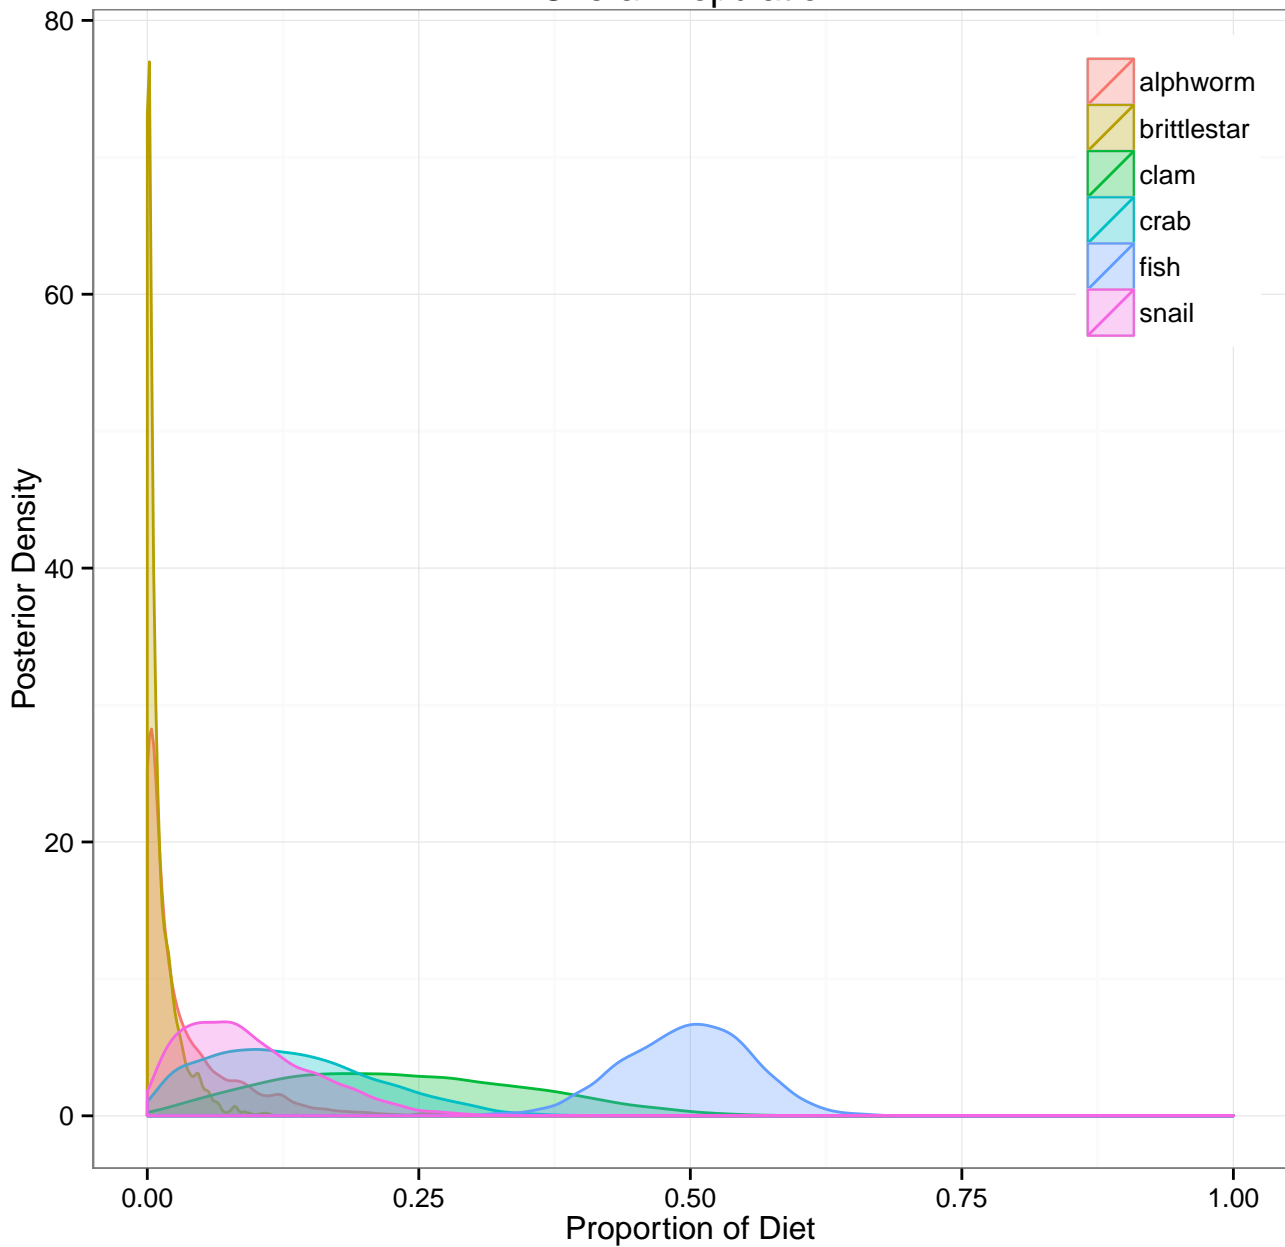 80
60
40
20
0
Posterior Density
alphworm
brittlestar
clam
crab
fish
snail
0.00 0.25 0.50 0.75 1.00
Proportion of Diet